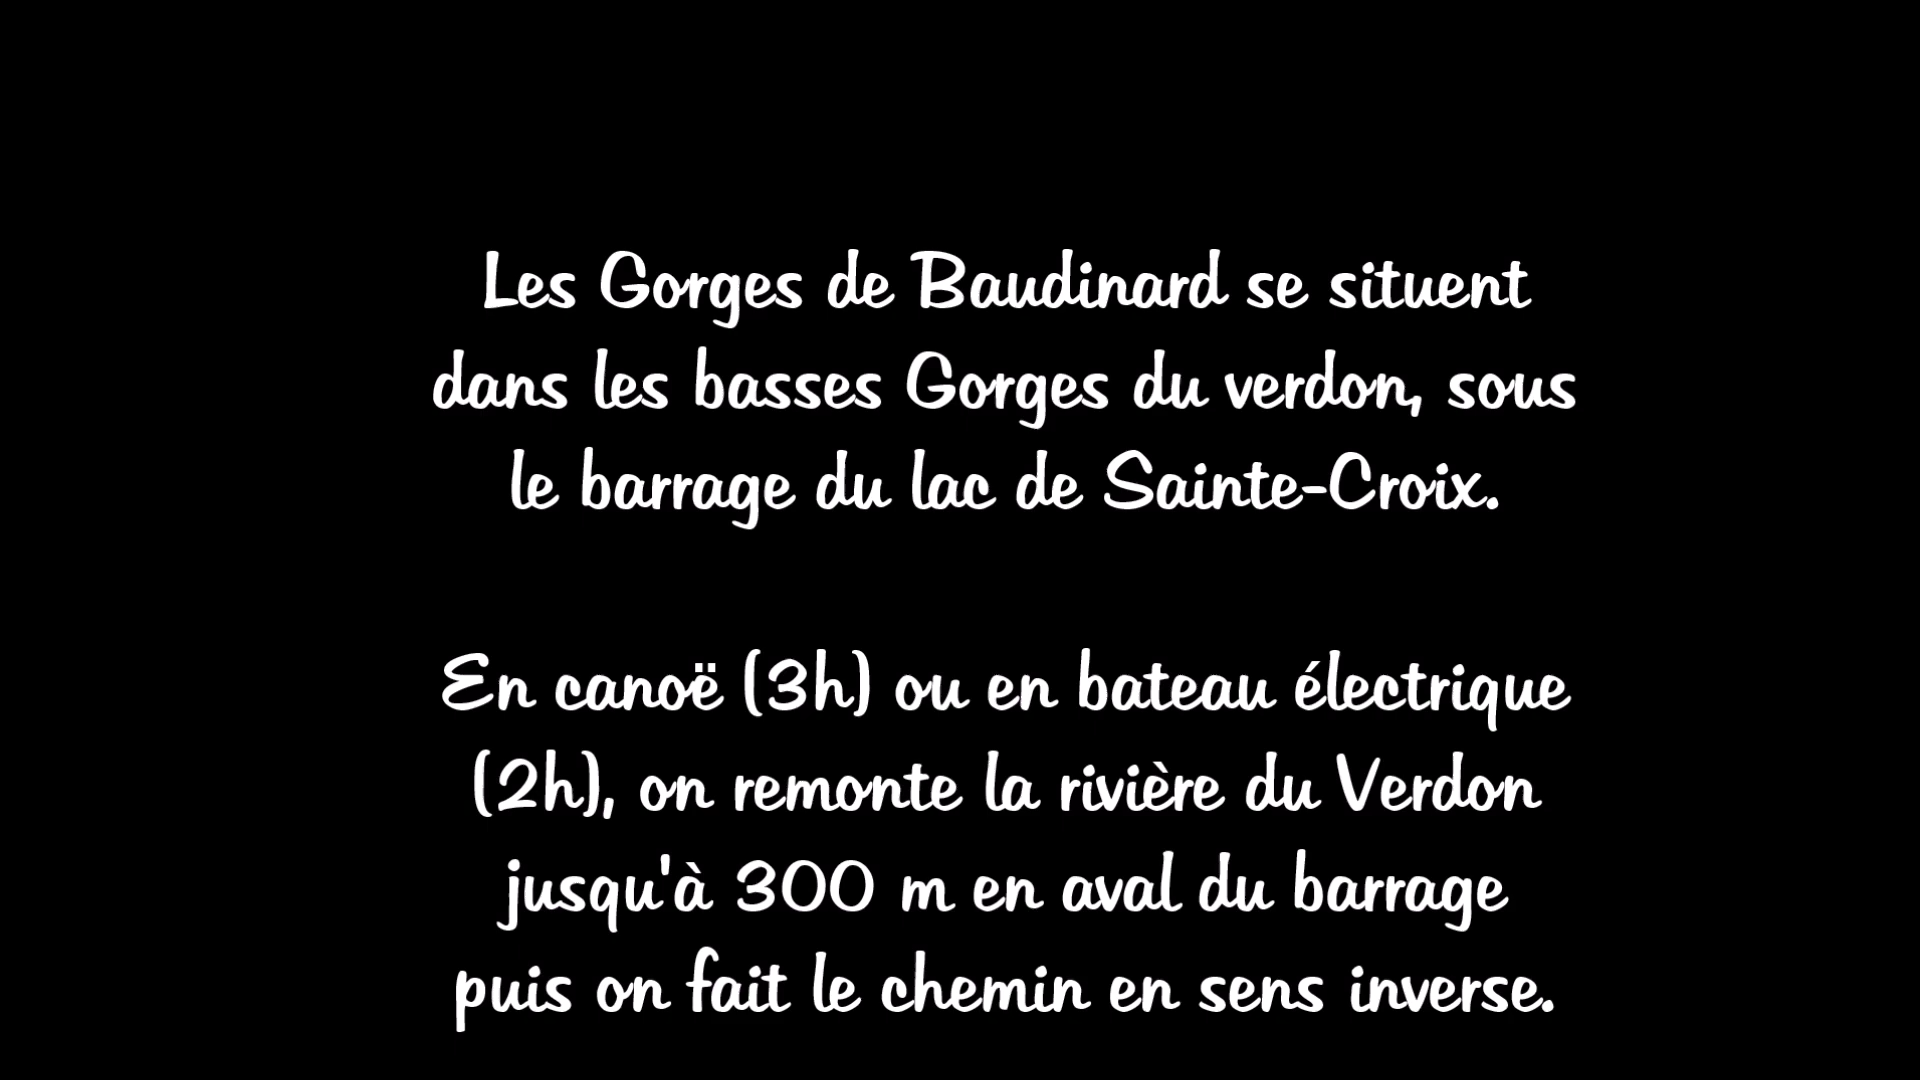 Les Gorges de Baudinard se situent
dans les basses Gorges du verdon, sous
le barrage du lac de Sainte-Croix.
En canoë (3h) ou en bateau électrique
(2h), on remonte la rivière du Verdon
jusqu'à 300 m en aval du barrage
puis on fait le chemin en sens inverse.